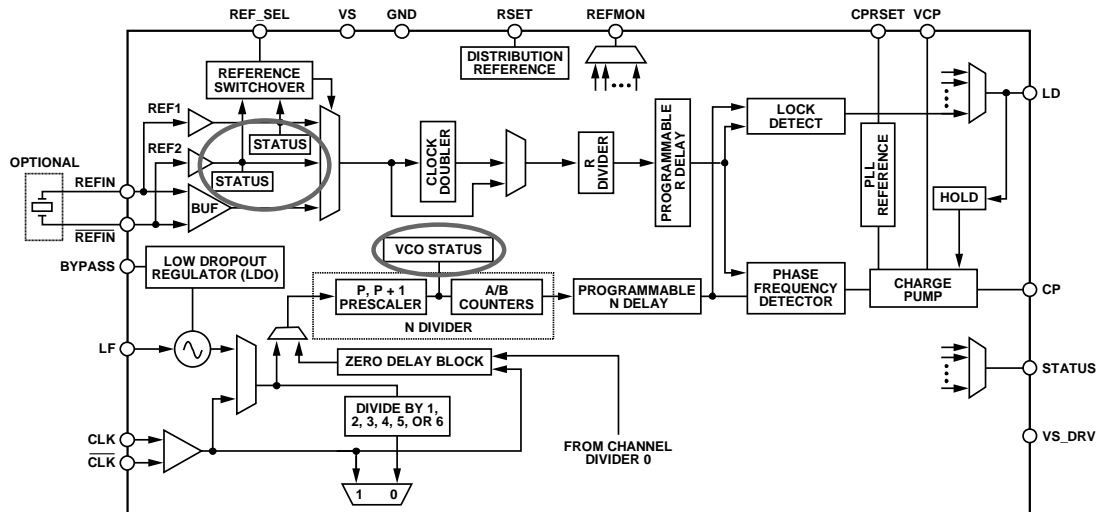 REF_SEL
VS
GND
RSET
REFMON
CPRSET
VCP
DISTRIBUTION
REFERENCE
REFERENCE
SWITCHOVER
REF1
REF2
STATUS
STATUS
BUF
OPTIONAL
REFIN
REFIN
CLOCK
DOUBLER
R
DIVIDER
PROGRAMMABLE
R DELAY
LOCK
DETECT
PLL
REFERENCE
LD
HOLD
BYPASS
LOW DROPOUT
REGULATOR (LDO)
VCO STATUS
P, P + 1
PRESCALER
A/B
COUNTERS
N DIVIDER
PROGRAMMABLE
N DELAY
PHASE
FREQUENCY
DETECTOR
CHARGE
PUMP
CP
LF
ZERO DELAY BLOCK
STATUS
DIVIDE BY 1,
2, 3, 4, 5, OR 6
FROM CHANNEL
DIVIDER 0
VS_DRV
CLK
CLK
1
0